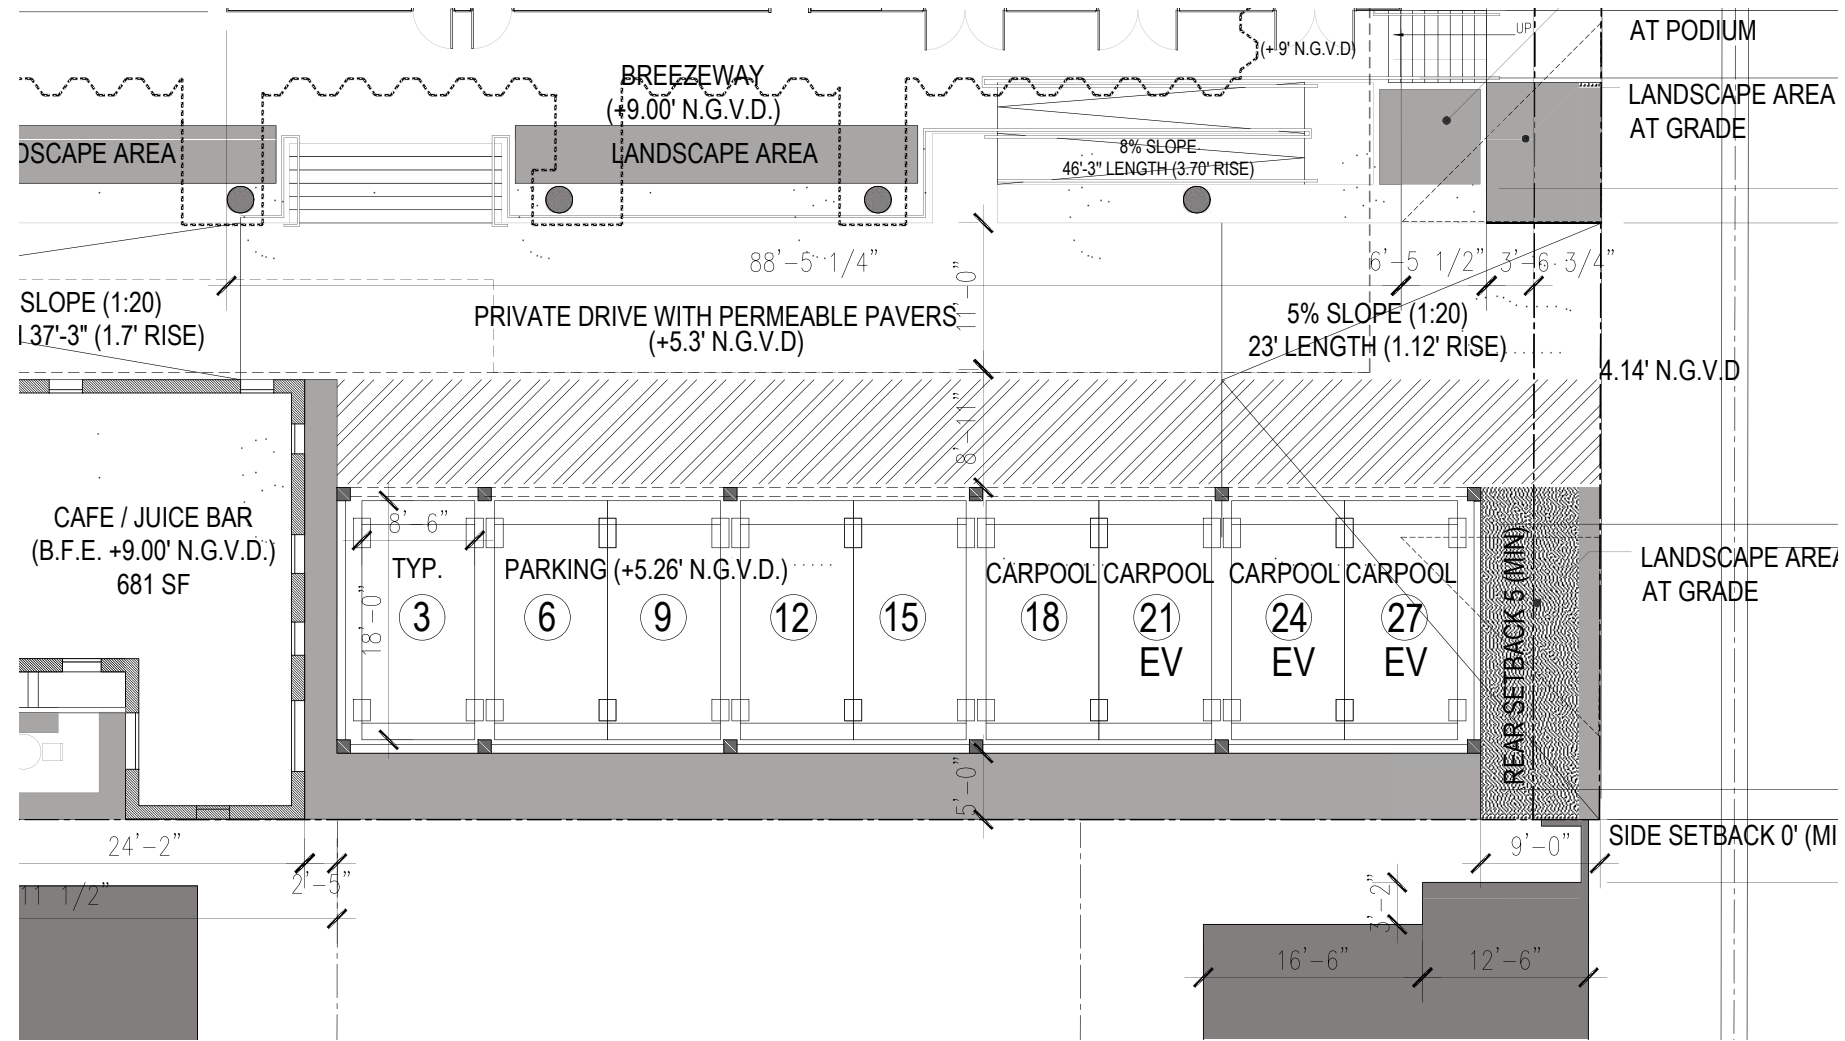 UP
AT PODIUM
(+ 9' N.G.V.D)
BREEZEWAY
(+9.00' N.G.V.D.)
LANDSCAPE AREA
AT GRADE
DSCAPE AREA
LANDSCAPE AREA
8% SLOPE
46'-3" LENGTH (3.70' RISE)
88'-5 1/4"
11'-0"
6'-5 1/2"
3'-6 3/4"
SLOPE (1:20)
37'-3" (1.7' RISE)
PRIVATE DRIVE WITH PERMEABLE PAVERS
(+5.3' N.G.V.D)
5% SLOPE (1:20)
23' LENGTH (1.12' RISE)
4.14' N.G.V.D
8'-11"
CAFE / JUICE BAR
(B.F.E. +9.00' N.G.V.D.)
681 SF
8'-6"
18'-0"
TYP.
PARKING (+5.26' N.G.V.D.)
CARPOOL CARPOOL CARPOOL CARPOOL
3 6 9 12 15 18 21 24 27
EV EV EV
REAR SETBACK 5 (MIN)
LANDSCAPE AREA
AT GRADE
5'-0"
24'-2"
2'-5"
11 1/2"
9'-0"
SIDE SETBACK 0' (MI
3'-2"
16'-6"
12'-6"